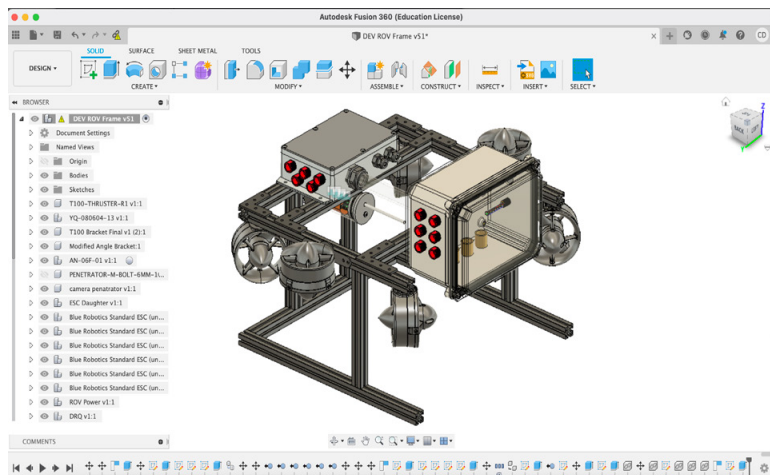 Autodesk Fusion 360 (Education License)
DEV ROV Frame v51*
CD
SOLID SURFACE SHEET METAL TOOLS
DESIGN
CREATE MODIFY ASSEMBLE CONSTRUCT INSPECT INSERT SELECT
BROWSER
DEV ROV Frame v51
Document Settings
Named Views
Origin
Bodies
Sketches
T100-THRUSTER-R1 v1:1
YQ-080604-13 v1:1
T100 Bracket Final v1 (2):1
Modified Angle Bracket:1
AN-06F-01 v1:1
PENETRATOR-M-BOLT-6MM-1(...
camera penatrator v1:1
ESC Daughter v1:1
Blue Robotics Standard ESC (un...
Blue Robotics Standard ESC (un...
Blue Robotics Standard ESC (un...
Blue Robotics Standard ESC (un...
Blue Robotics Standard ESC (un...
Blue Robotics Standard ESC (un...
ROV Power v1:1
DRQ v1:1
COMMENTS
Z
BACK
Y